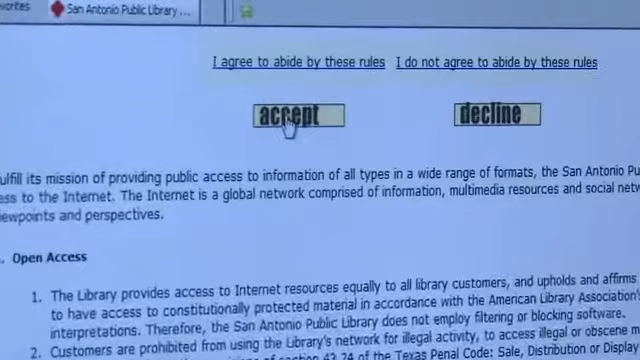 San Antonio Public Library ...
I agree to abide by these rules I do not agree to abide by these rules
accept decline
ulfill its mission of providing public access to information of all types in a wide range of formats, the San Antonio Pu
ess to the Internet. The Internet is a global network comprised of information, multimedia resources and social netw
iewpoints and perspectives.
. Open Access
1. The Library provides access to Internet resources equally to all library customers, and upholds and affirms
to have access to constitutionally protected material in accordance with the American Library Association's
interpretations. Therefore, the San Antonio Public Library does not employ filtering or blocking software.
2. Customers are prohibited from using the Library's network for illegal activity, to access illegal or obscene m
section 43.24 of the Texas Penal Code: Sale, Distribution or Display